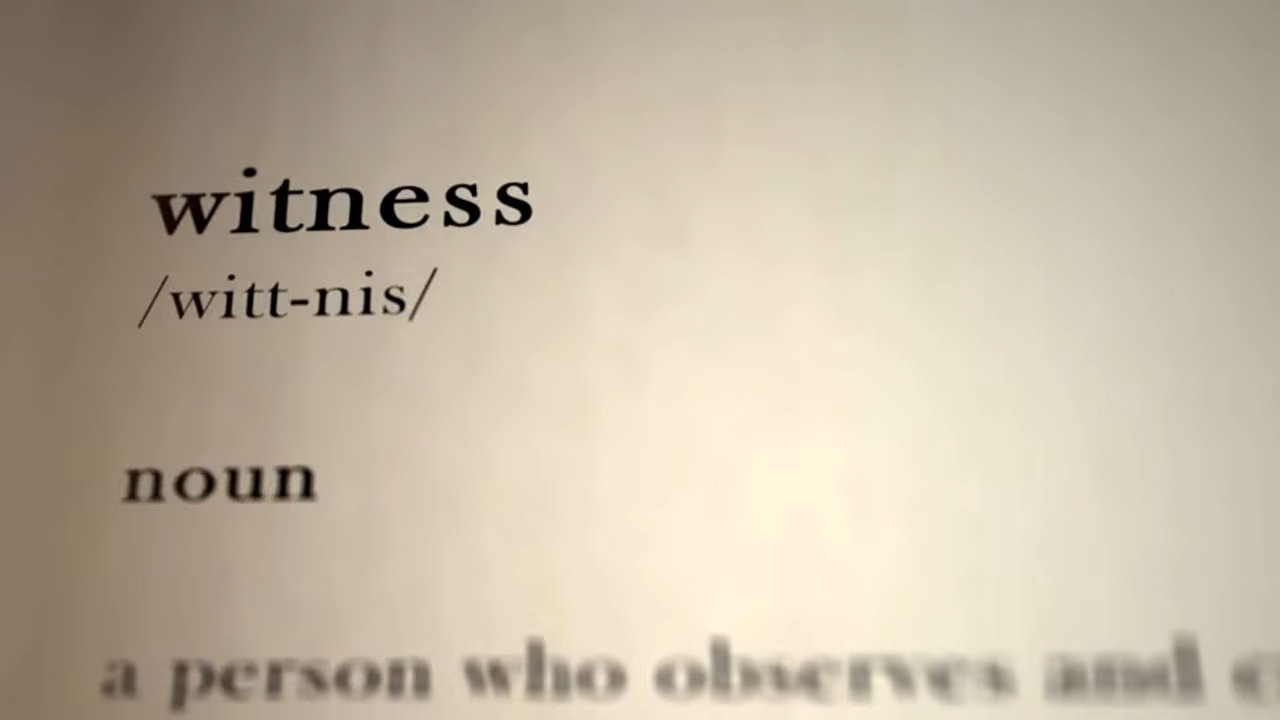 witness
/witt-nis/
noun
a person who observes and